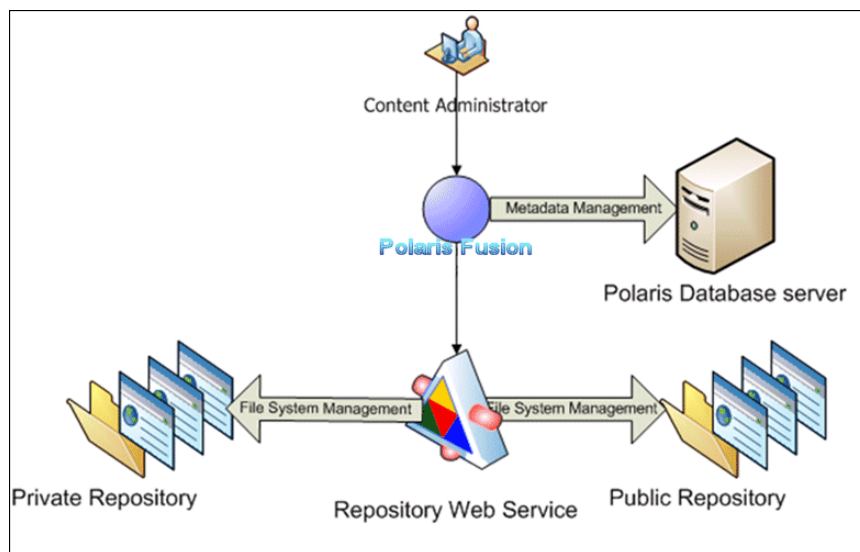 Content Administrator
Metadata Management
Polaris Fusion
Polaris Database server
File System Management
File System Management
Private Repository
Repository Web Service
Public Repository